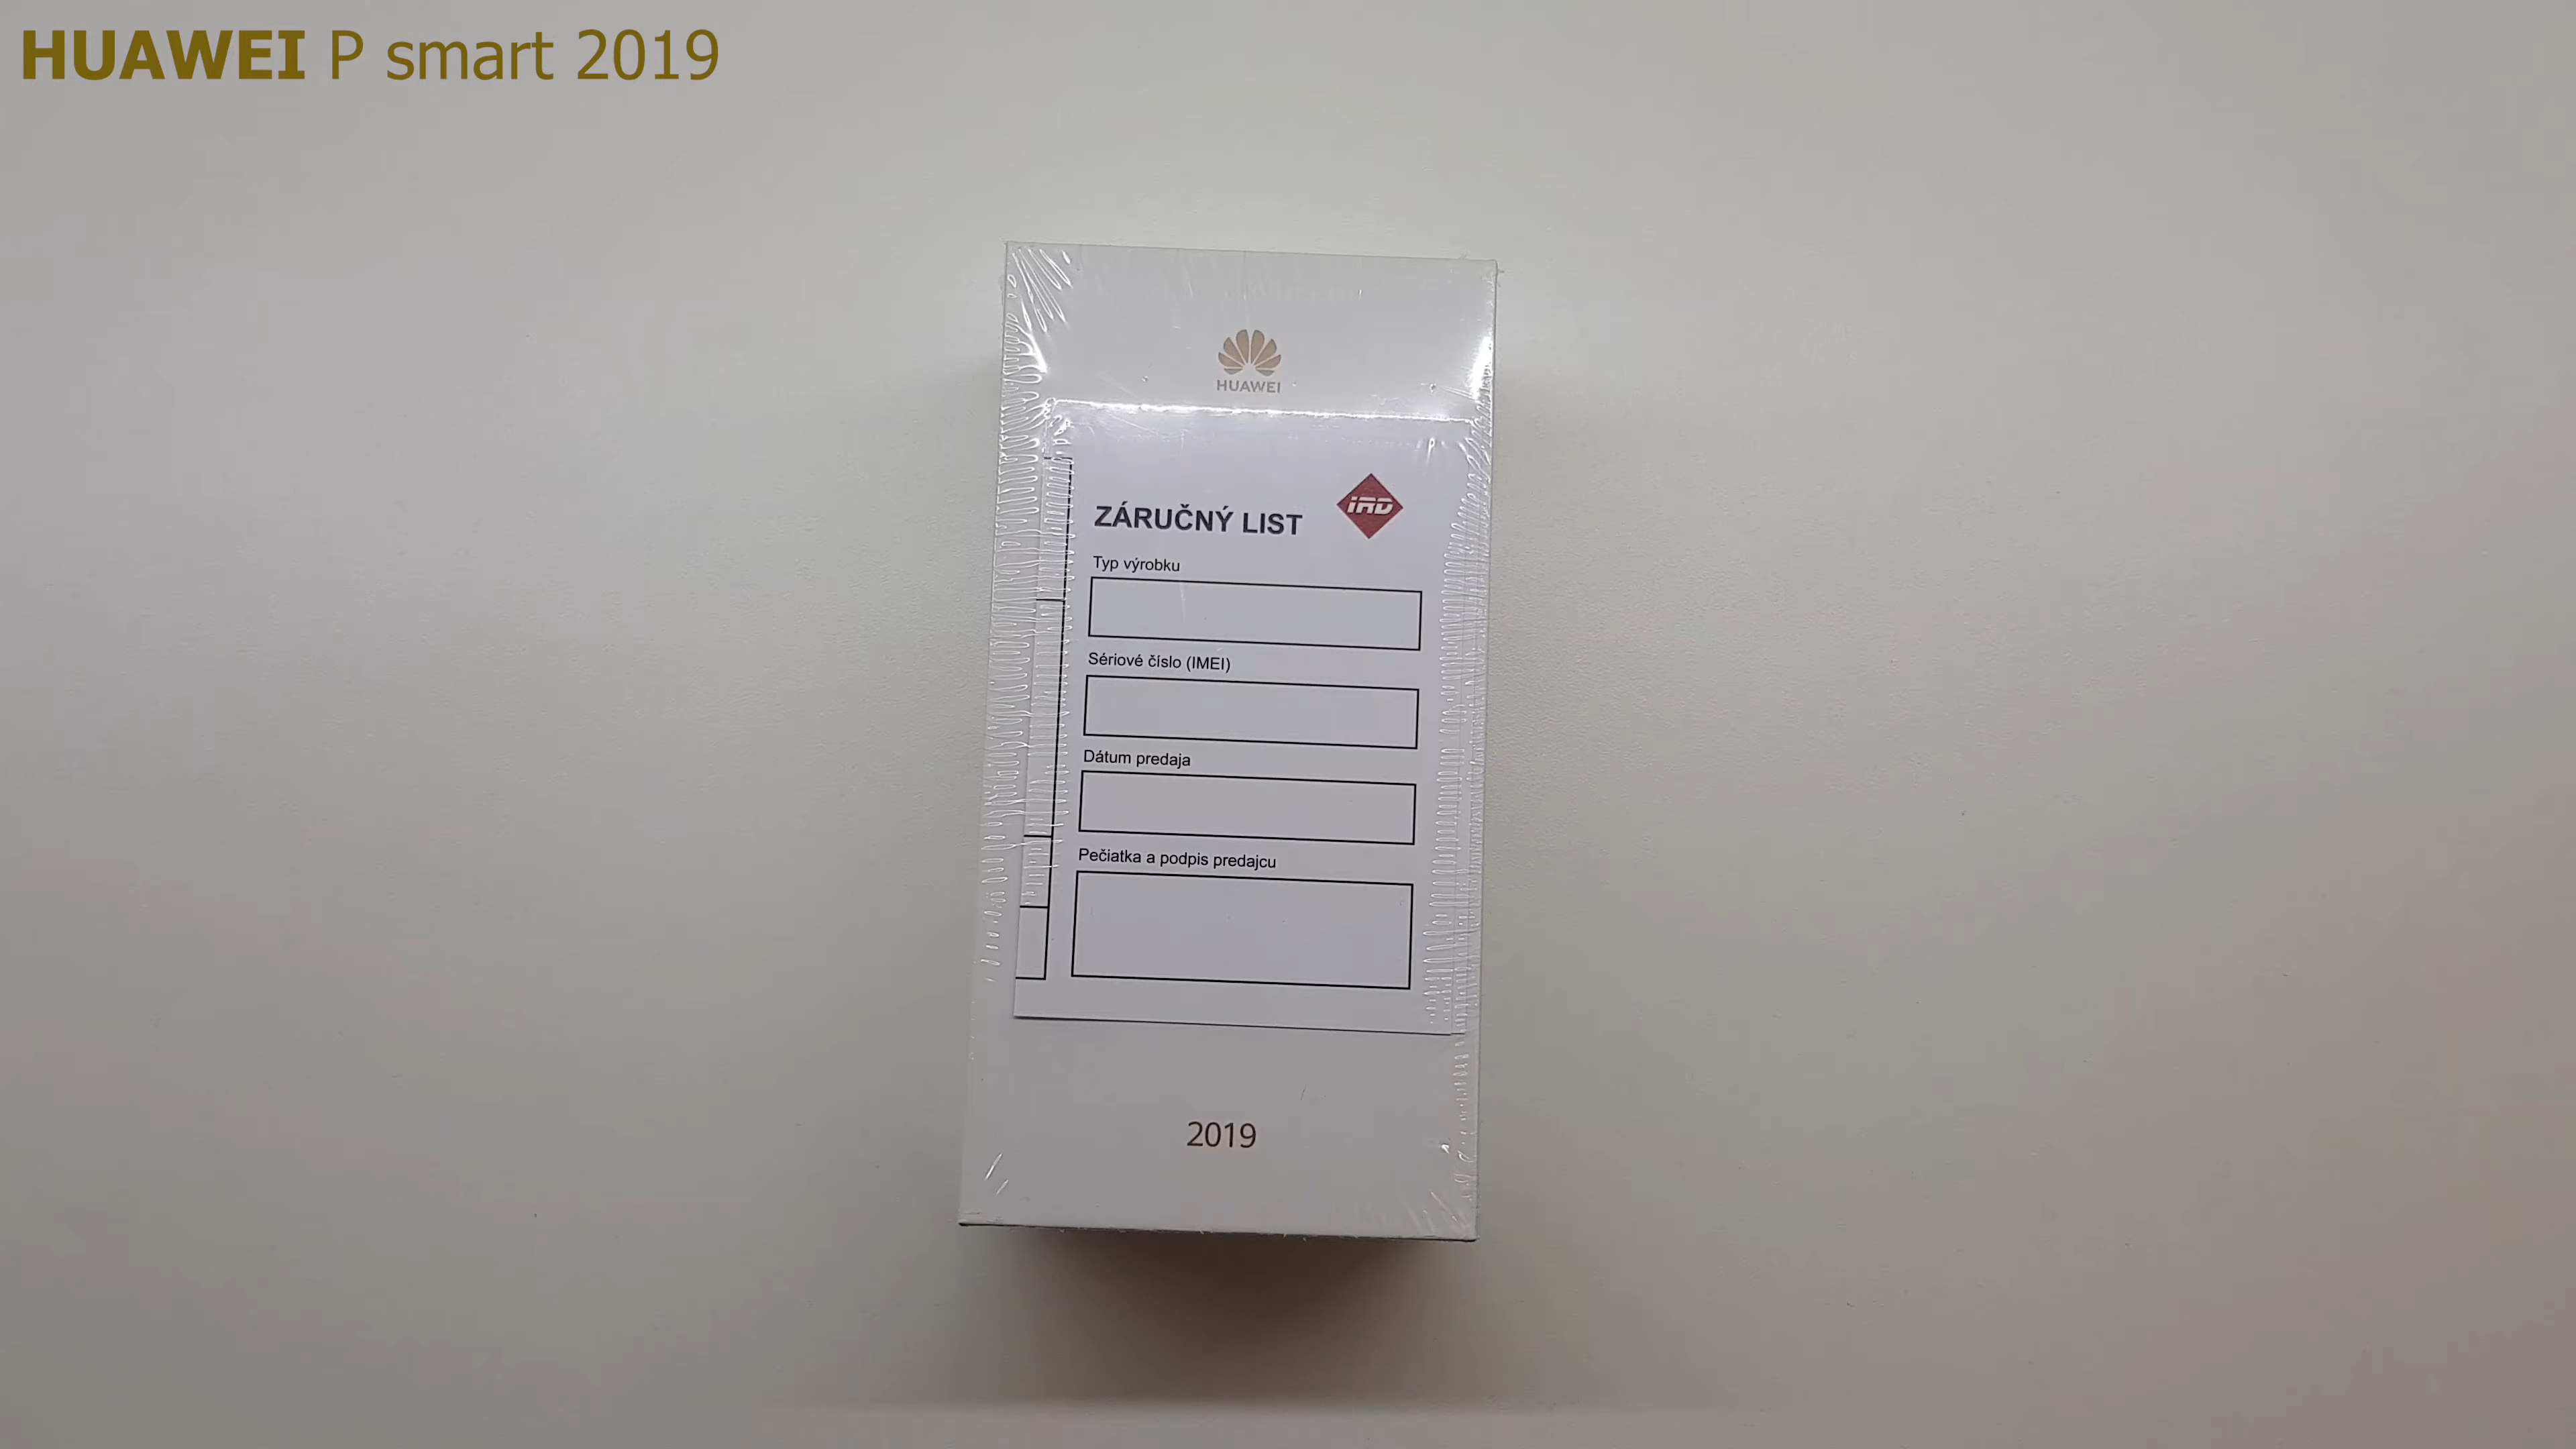 HUAWEI P smart 2019
HUAWEI
ZÁRUČNÝ LIST
IRD
Typ výrobku
Sériové číslo (IMEI)
Dátum predaja
Pečiatka a podpis predajcu
2019